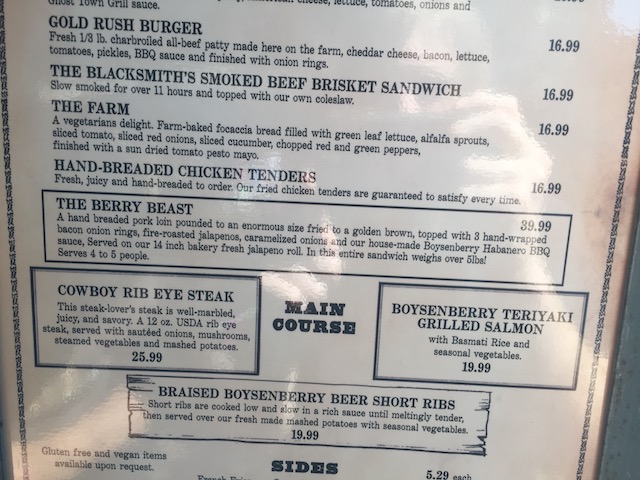 Ghost Town Grill sauce. cheese, lettuce, tomatoes, onions and
GOLD RUSH BURGER 16.99
Fresh 1/3 lb. charbroiled all-beef patty made here on the farm, cheddar cheese, bacon, lettuce,
tomatoes, pickles, BBQ sauce and finished with onion rings.
THE BLACKSMITH'S SMOKED BEEF BRISKET SANDWICH 16.99
Slow smoked for over 11 hours and topped with our own coleslaw.
THE FARM 16.99
A vegetarians delight. Farm-baked focaccia bread filled with green leaf lettuce, alfalfa sprouts,
sliced tomato, sliced red onions, sliced cucumber, chopped red and green peppers,
finished with a sun dried tomato pesto mayo.
HAND-BREADED CHICKEN TENDERS 16.99
Fresh, juicy and hand-breaded to order. Our fried chicken tenders are guaranteed to satisfy every time.
THE BERRY BEAST 39.99
A hand breaded pork loin pounded to an enormous size fried to a golden brown, topped with 3 hand-wrapped
bacon onion rings, fire-roasted jalapenos, caramelized onions and our house-made Boysenberry Habanero BBQ
sauce, Served on our 14 inch bakery fresh jalapeno roll. In this entire sandwich weighs over 5lbs!
Serves 4 to 5 people.
COWBOY RIB EYE STEAK
This steak-lover's steak is well-marbled,
juicy, and savory. A 12 oz. USDA rib eye
steak, served with sautéed onions, mushrooms,
steamed vegetables and mashed potatoes.
25.99
MAIN
COURSE
BOYSENBERRY TERIYAKI
GRILLED SALMON
with Basmati Rice and
seasonal vegetables.
19.99
BRAISED BOYSENBERRY BEER SHORT RIBS
Short ribs are cooked low and slow in a rich sauce until meltingly tender,
then served over our fresh made mashed potatoes with seasonal vegetables.
19.99
Gluten free and vegan items
available upon request.
SIDES
French Fries 5.29 each